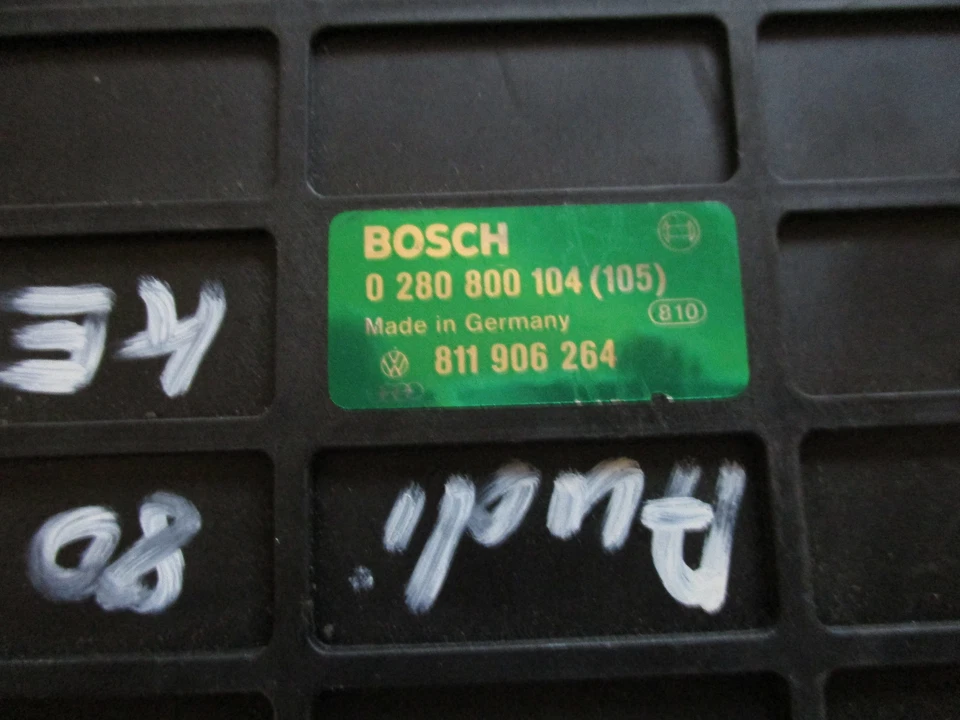 BOSCH
0 280 800 104 (105)
Made in Germany
810
811 906 264
Audi
80
KE